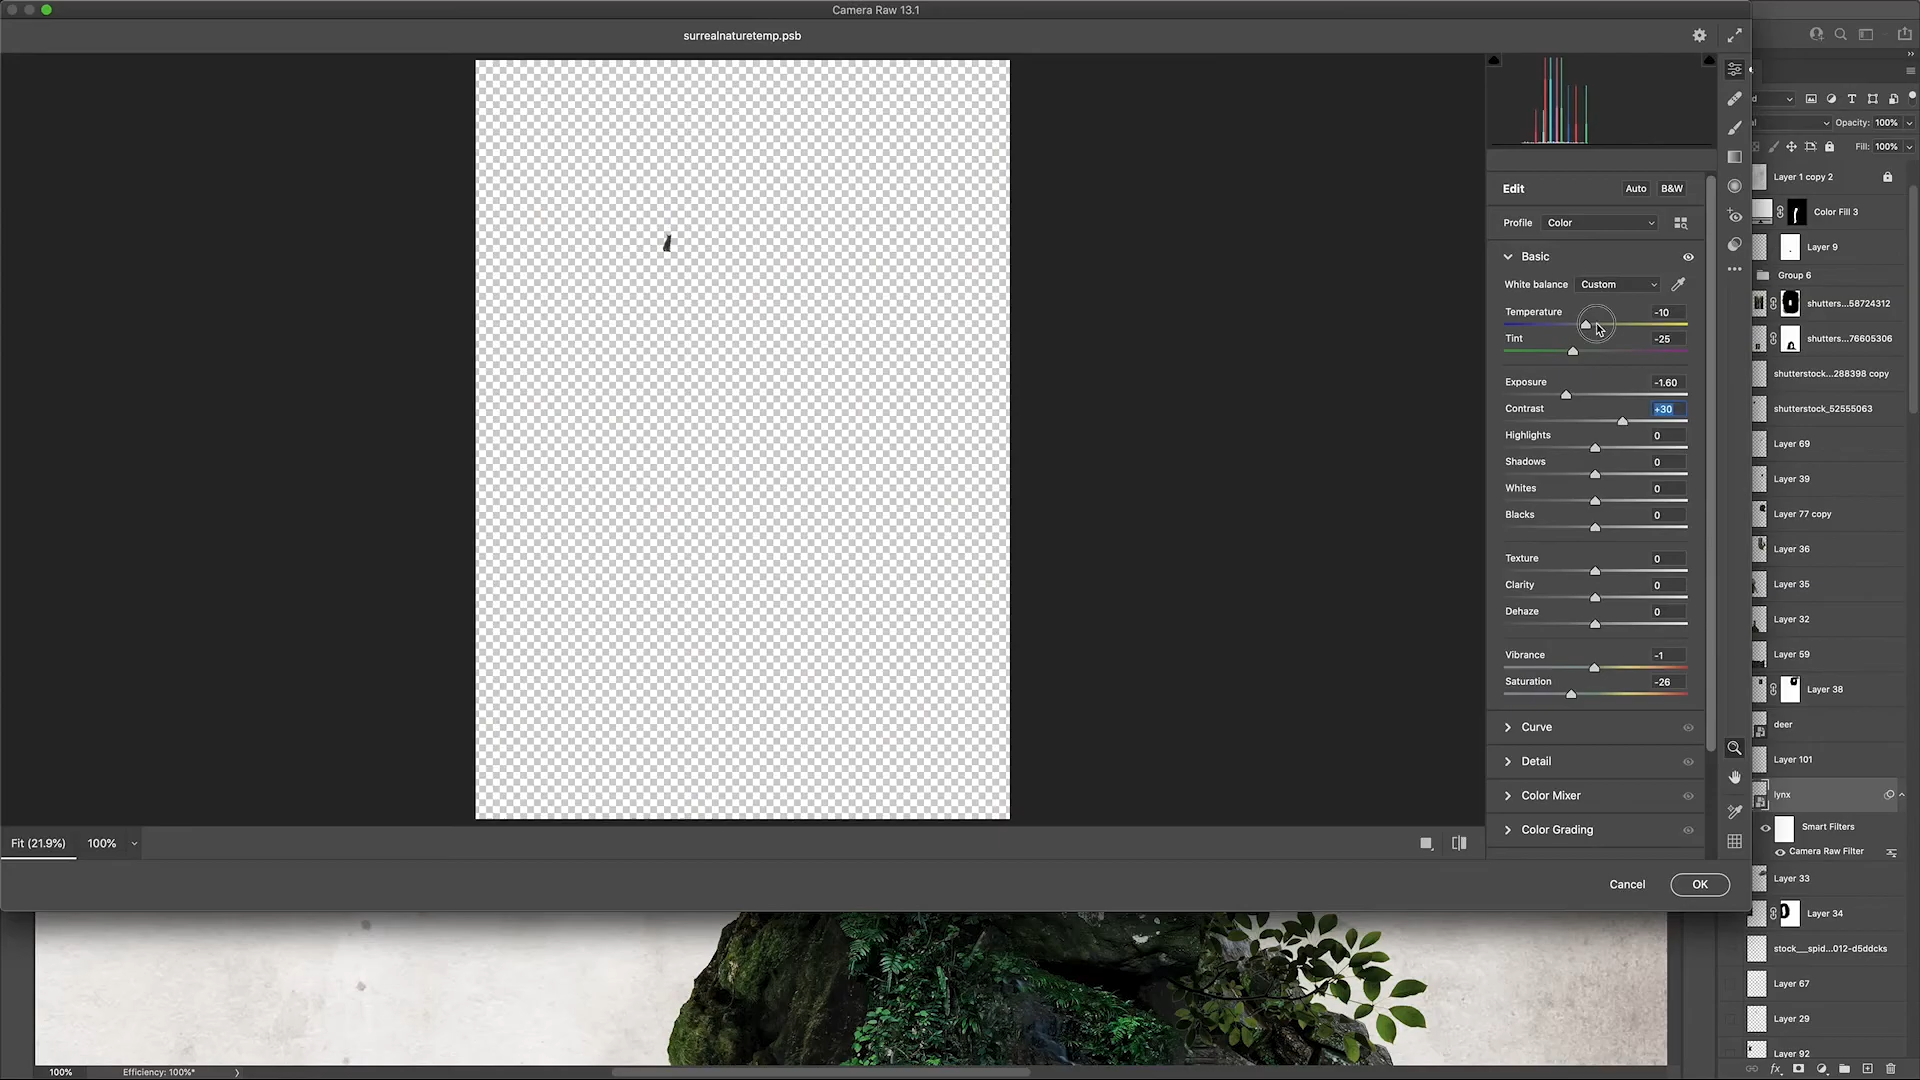 Camera Raw 13.1
surrealnaturetemp.psb
Opacity: 100%
Fill: 100%
Edit
Auto
B&W
Profile
Color
Basic
White balance
Custom
Temperature
-10
Tint
-25
Exposure
-1.60
Contrast
+30
Highlights
0
Shadows
0
Whites
0
Blacks
0
Texture
0
Clarity
0
Dehaze
0
Vibrance
-1
Saturation
-26
Curve
Detail
Color Mixer
Color Grading
Fit (21.9%)
100%
Cancel
OK
Layer 1 copy 2
Color Fill 3
Layer 9
Group 6
shutters...58724312
shutters...76605306
shutterstock...288398 copy
shutterstock_52555063
Layer 69
Layer 39
Layer 77 copy
Layer 36
Layer 35
Layer 32
Layer 59
Layer 38
deer
Layer 101
lynx
Smart Filters
Camera Raw Filter
Layer 33
Layer 34
stock__spid...012-d5ddcks
Layer 67
Layer 29
Layer 92
fx
100%
Efficiency: 100%*